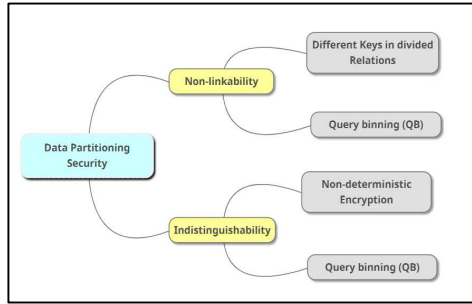 Different Keys in divided
Relations
Non-linkability
Query binning (QB)
Data Partitioning
Security
Non-deterministic
Encryption
Indistinguishability
Query binning (QB)